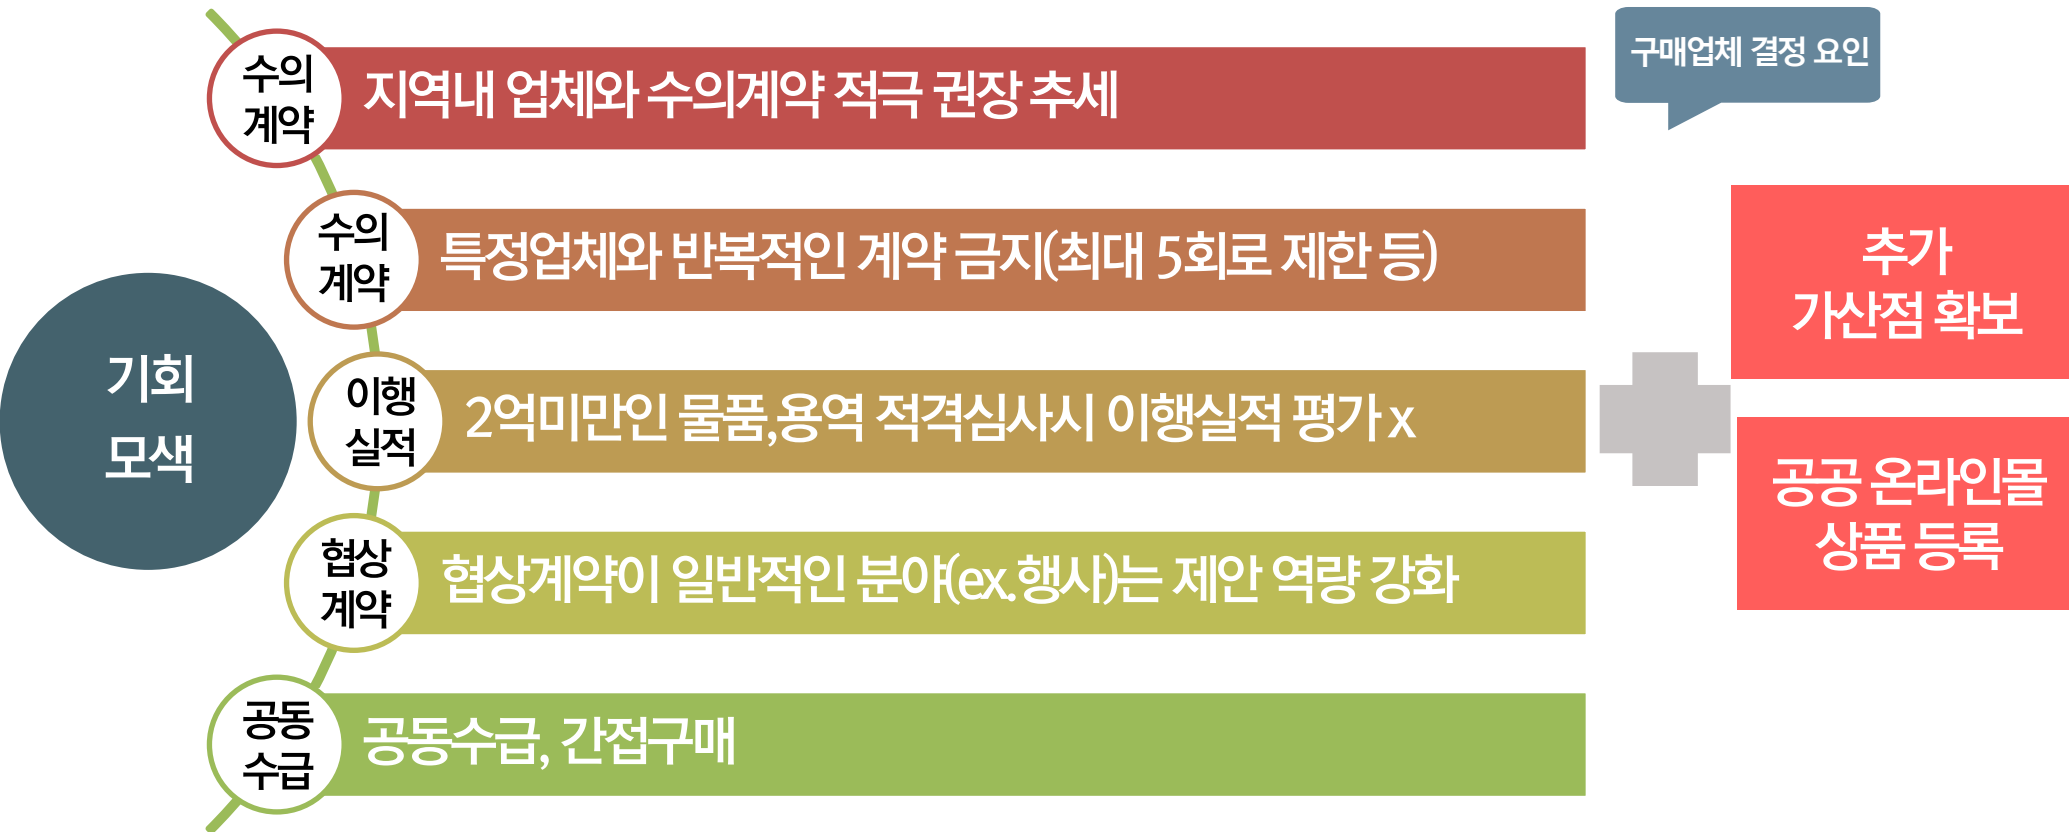 기회
모색
수의
계약
지역내 업체와 수의계약 적극 권장 추세
수의
계약
특정업체와 반복적인 계약 금지(최대 5회로 제한 등)
이행
실적
2억미만인 물품,용역 적격심사시 이행실적 평가 x
협상
계약
협상계약이 일반적인 분야(ex.행사)는 제안 역량 강화
공동
수급
공동수급, 간접구매
구매업체 결정 요인
추가
가산점 확보
공공 온라인몰
상품 등록